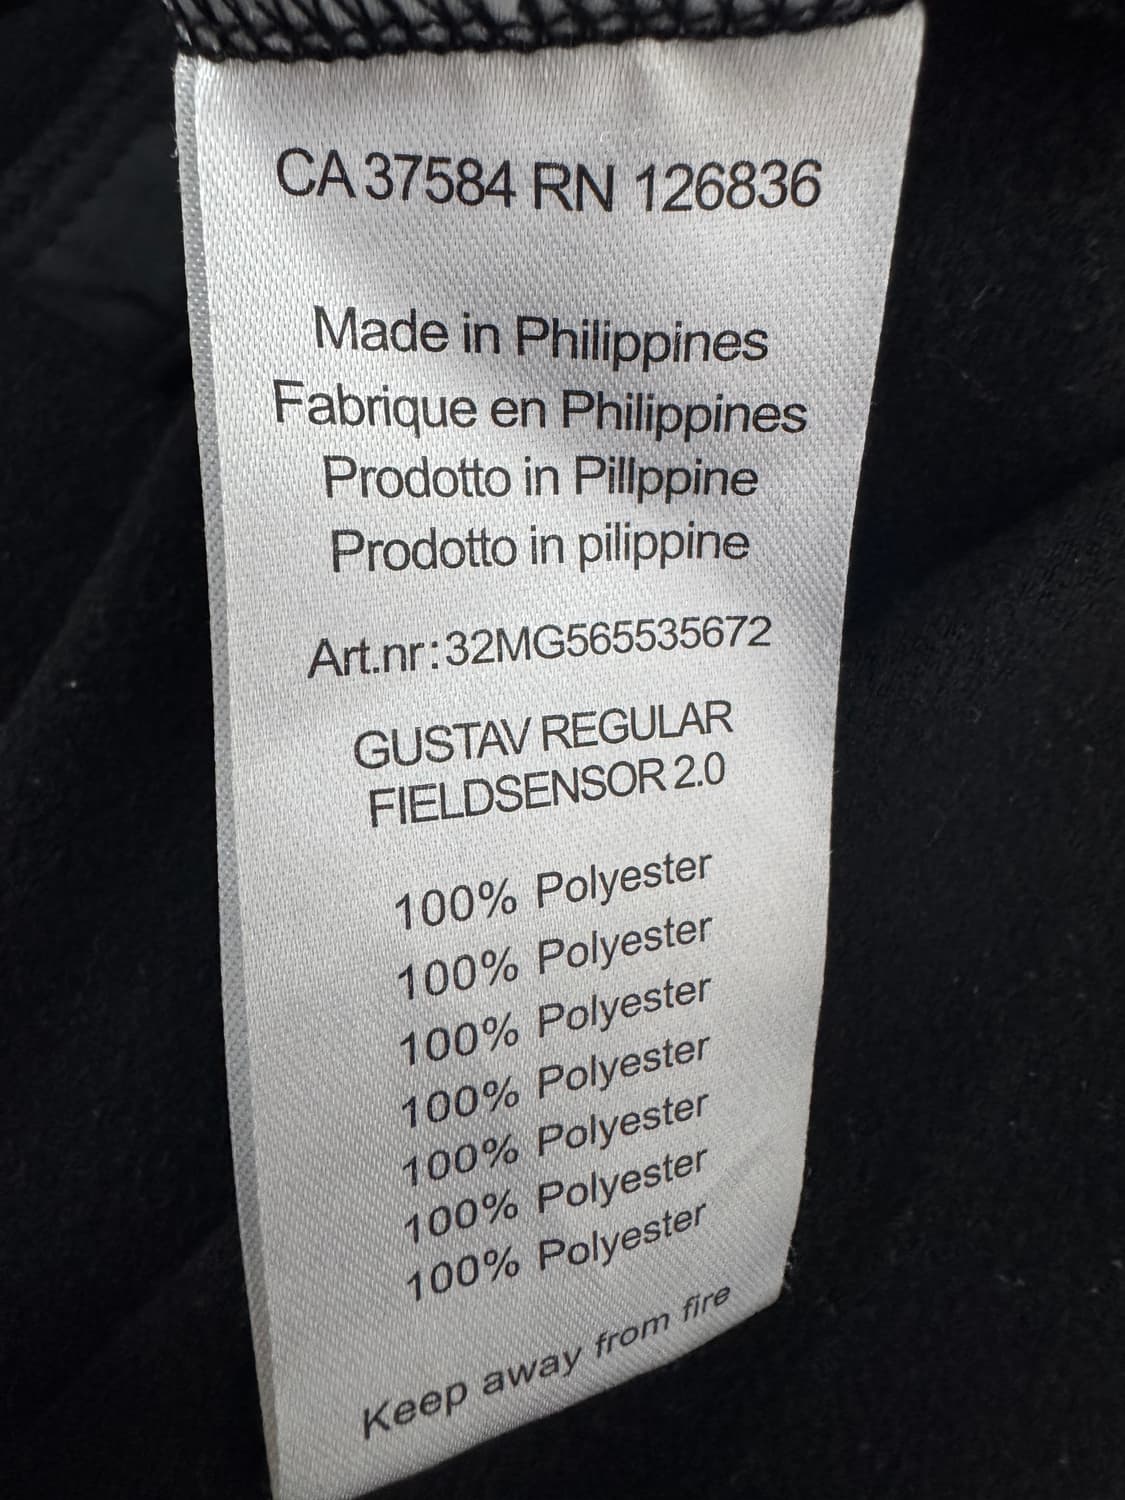 CA 37584 RN 126836
Made in Philippines
Fabrique en Philippines
Prodotto in Pillppine
Prodotto in pilippine
Art.nr:32MG565535672
GUSTAV REGULAR
FIELDSENSOR 2.0
100% Polyester
100% Polyester
100% Polyester
100% Polyester
100% Polyester
100% Polyester
100% Polyester
Keep away from fire